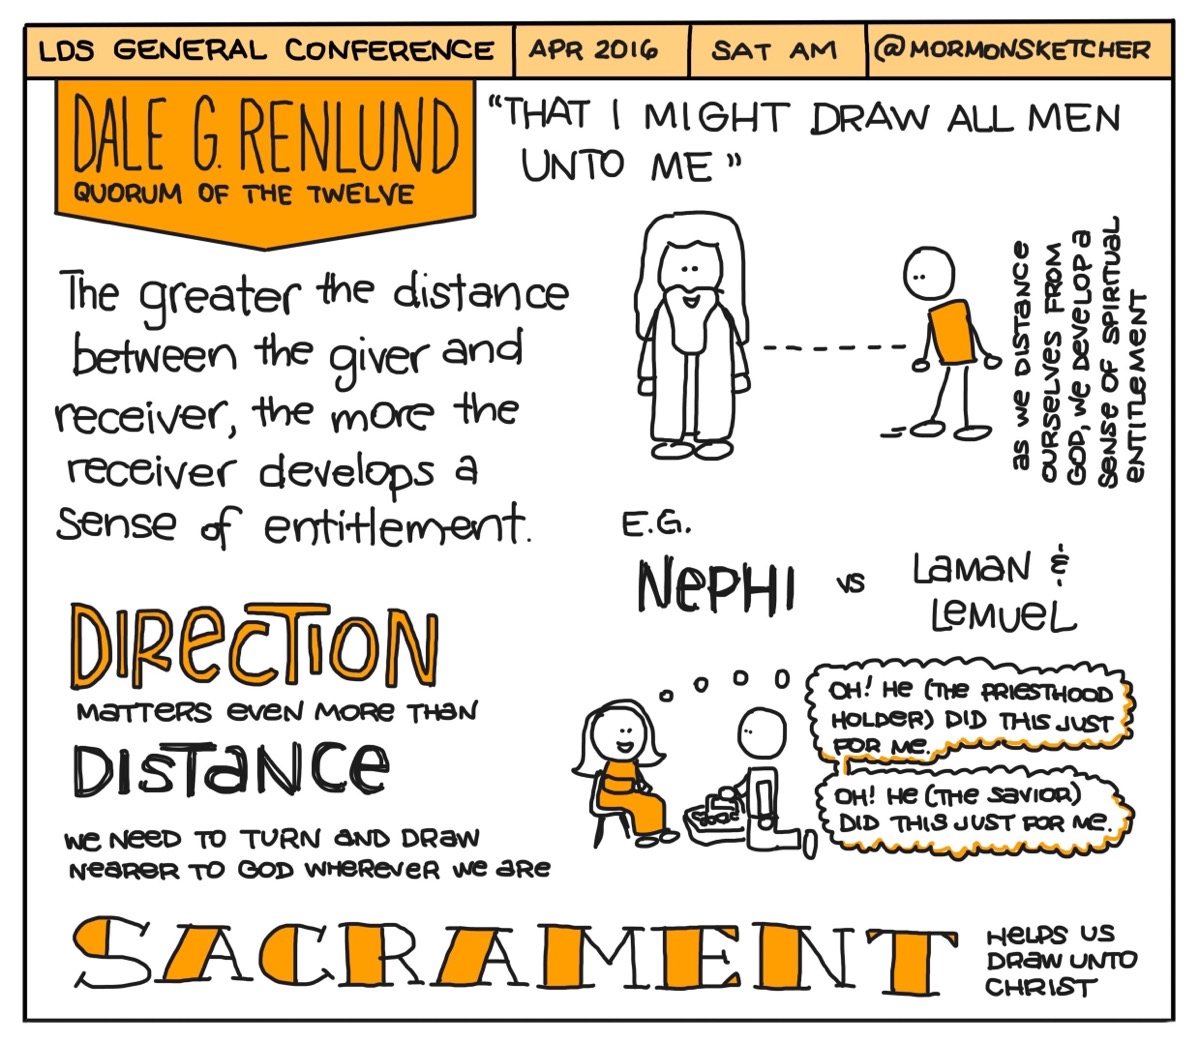 LDS GENERAL CONFERENCE
APR 2016
SAT AM
@MORMONSKETCHER
DALE G. RENLUND
QUORUM OF THE TWELVE
"THAT I MIGHT DRAW ALL MEN
UNTO ME"
The greater the distance
between the giver and
receiver, the more the
receiver develops a
sense of entitlement.
AS WE DISTANCE
OURSELVES FROM
GOD, WE DEVELOP A
SENSE OF SPIRITUAL
ENTITLEMENT
E.G.
NEPHI
VS
LAMAN &
LEMUEL
DIRECTION
MATTERS EVEN MORE THAN
DISTANCE
WE NEED TO TURN AND DRAW
NEARER TO GOD WHEREVER WE ARE
OH! HE (THE PRIESTHOOD
HOLDER) DID THIS JUST
FOR ME.
OH! HE (THE SAVIOR)
DID THIS JUST FOR ME.
SACRAMENT
HELPS US
DRAW UNTO
CHRIST